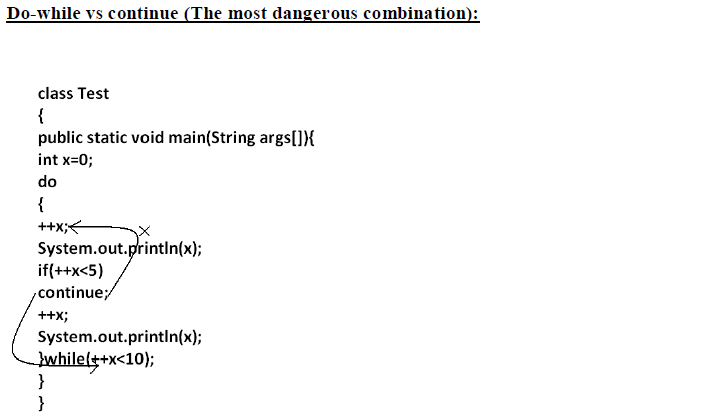 Do-while vs continue (The most dangerous combination):
class Test
{
public static void main(String args[]){
int x=0;
do
{
++x;
System.out.println(x);
if(++x<5)
continue;
++x;
System.out.println(x);
}while(++x<10);
}
}